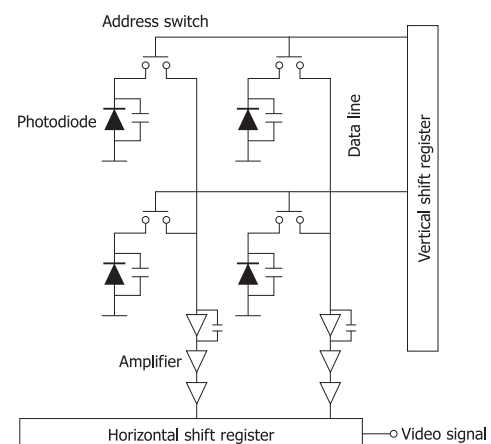 Address switch
Photodiode
Data line
Vertical shift register
Amplifier
Horizontal shift register
Video signal